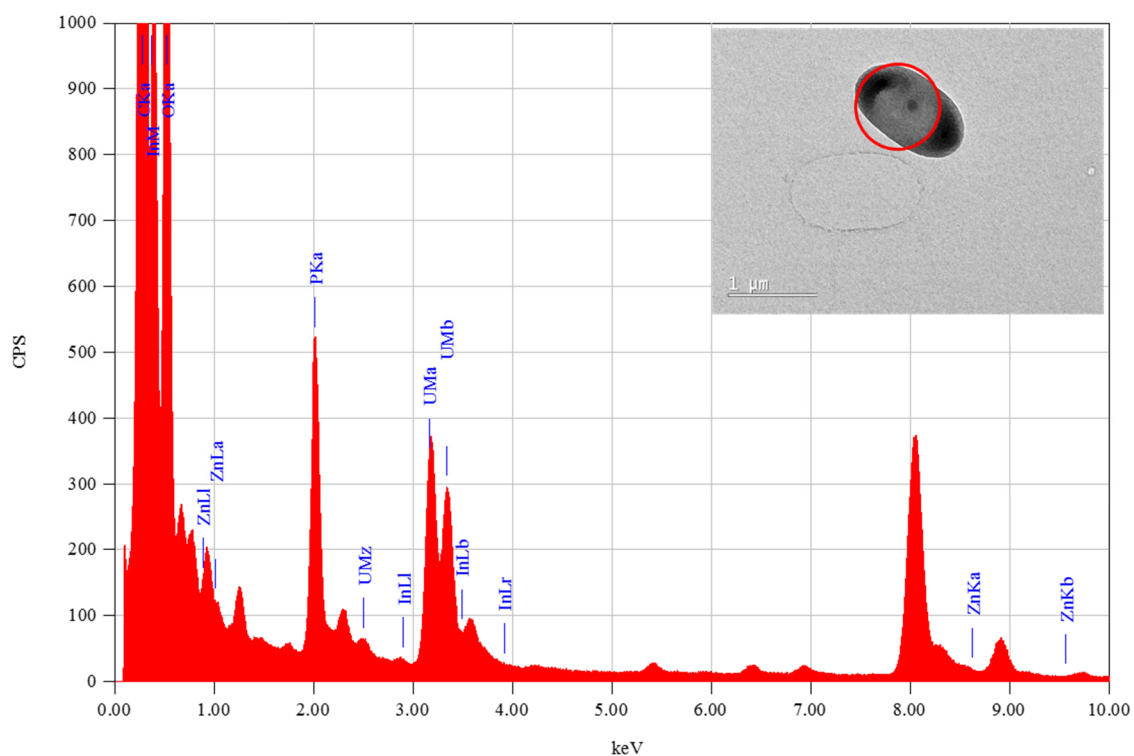 1000
900
800
700
600
500
400
300
200
100
0
CPS
0.00 1.00 2.00 3.00 4.00 5.00 6.00 7.00 8.00 9.00 10.00
keV
CKa
InM
OKa
ZnLl
ZnLa
PKa
UMz
InLl
UMa
UMb
InLb
InLr
ZnKa
ZnKb
1 μm